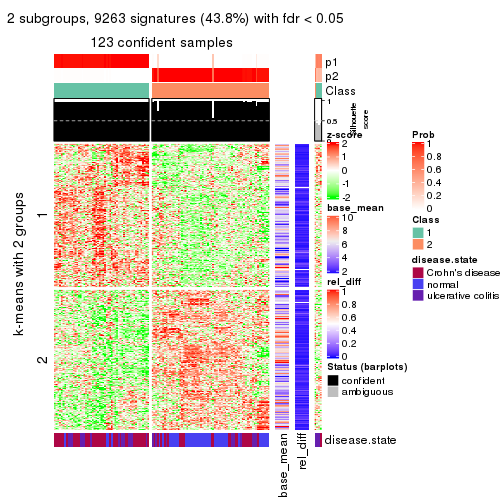 2 subgroups, 9263 signatures (43.8%) with fdr < 0.05
123 confident samples
p1
p2
Class
1
0.5
0
Silhouette
score
k-means with 2 groups
1
2
z-score
2
1
0
-1
-2
base_mean
10
8
6
4
2
rel_diff
1
0.8
0.6
0.4
0.2
0
Status (barplots)
confident
ambiguous
Prob
1
0.8
0.6
0.4
0.2
0
Class
1
2
disease.state
Crohn's disease
normal
ulcerative colitis
disease.state
base_mean
rel_diff